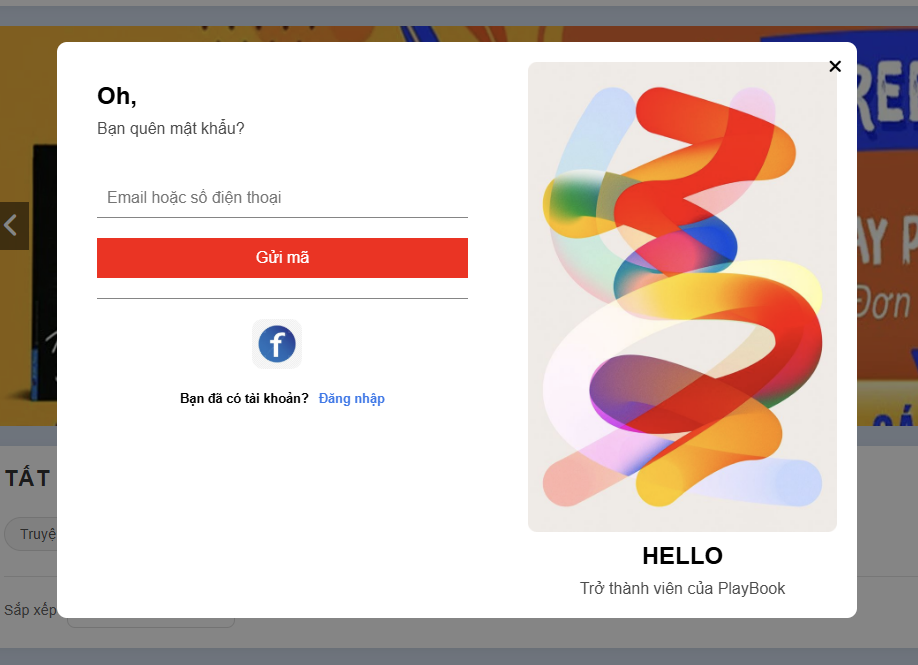 Oh,
Bạn quên mật khẩu?
Email hoặc số điện thoại
Gửi mã
Bạn đã có tài khoản? Đăng nhập
HELLO
Trở thành viên của PlayBook
TẤT
Sắp xếp